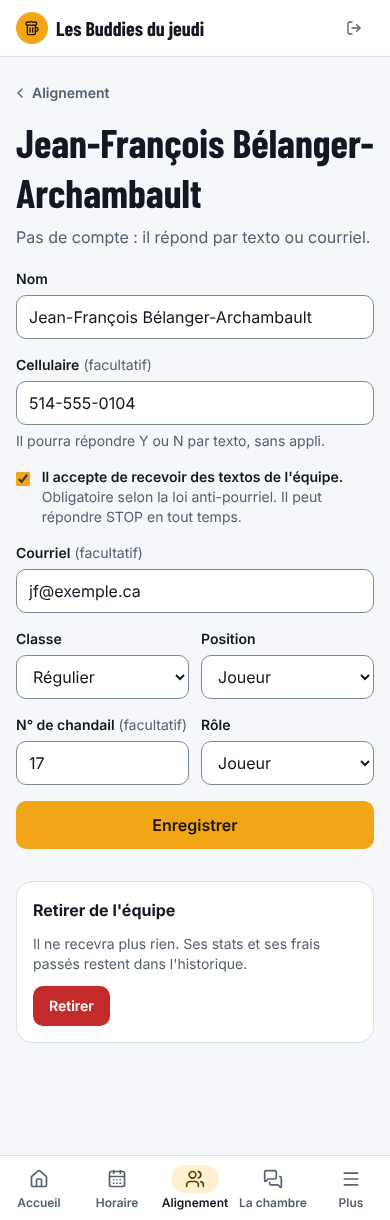 Les Buddies du jeudi
Alignement
Jean-François Bélanger-
Archambault
Pas de compte : il répond par texto ou courriel.
Nom
Jean-François Bélanger-Archambault
Cellulaire (facultatif)
514-555-0104
Il pourra répondre Y ou N par texto, sans appli.
Il accepte de recevoir des textos de l'équipe.
Obligatoire selon la loi anti-pourriel. Il peut
répondre STOP en tout temps.
Courriel (facultatif)
jf@exemple.ca
Classe Position
Régulier Joueur
N° de chandail (facultatif) Rôle
17 Joueur
Enregistrer
Retirer de l'équipe
Il ne recevra plus rien. Ses stats et ses frais
passés restent dans l'historique.
Retirer
Accueil Horaire Alignement La chambre Plus